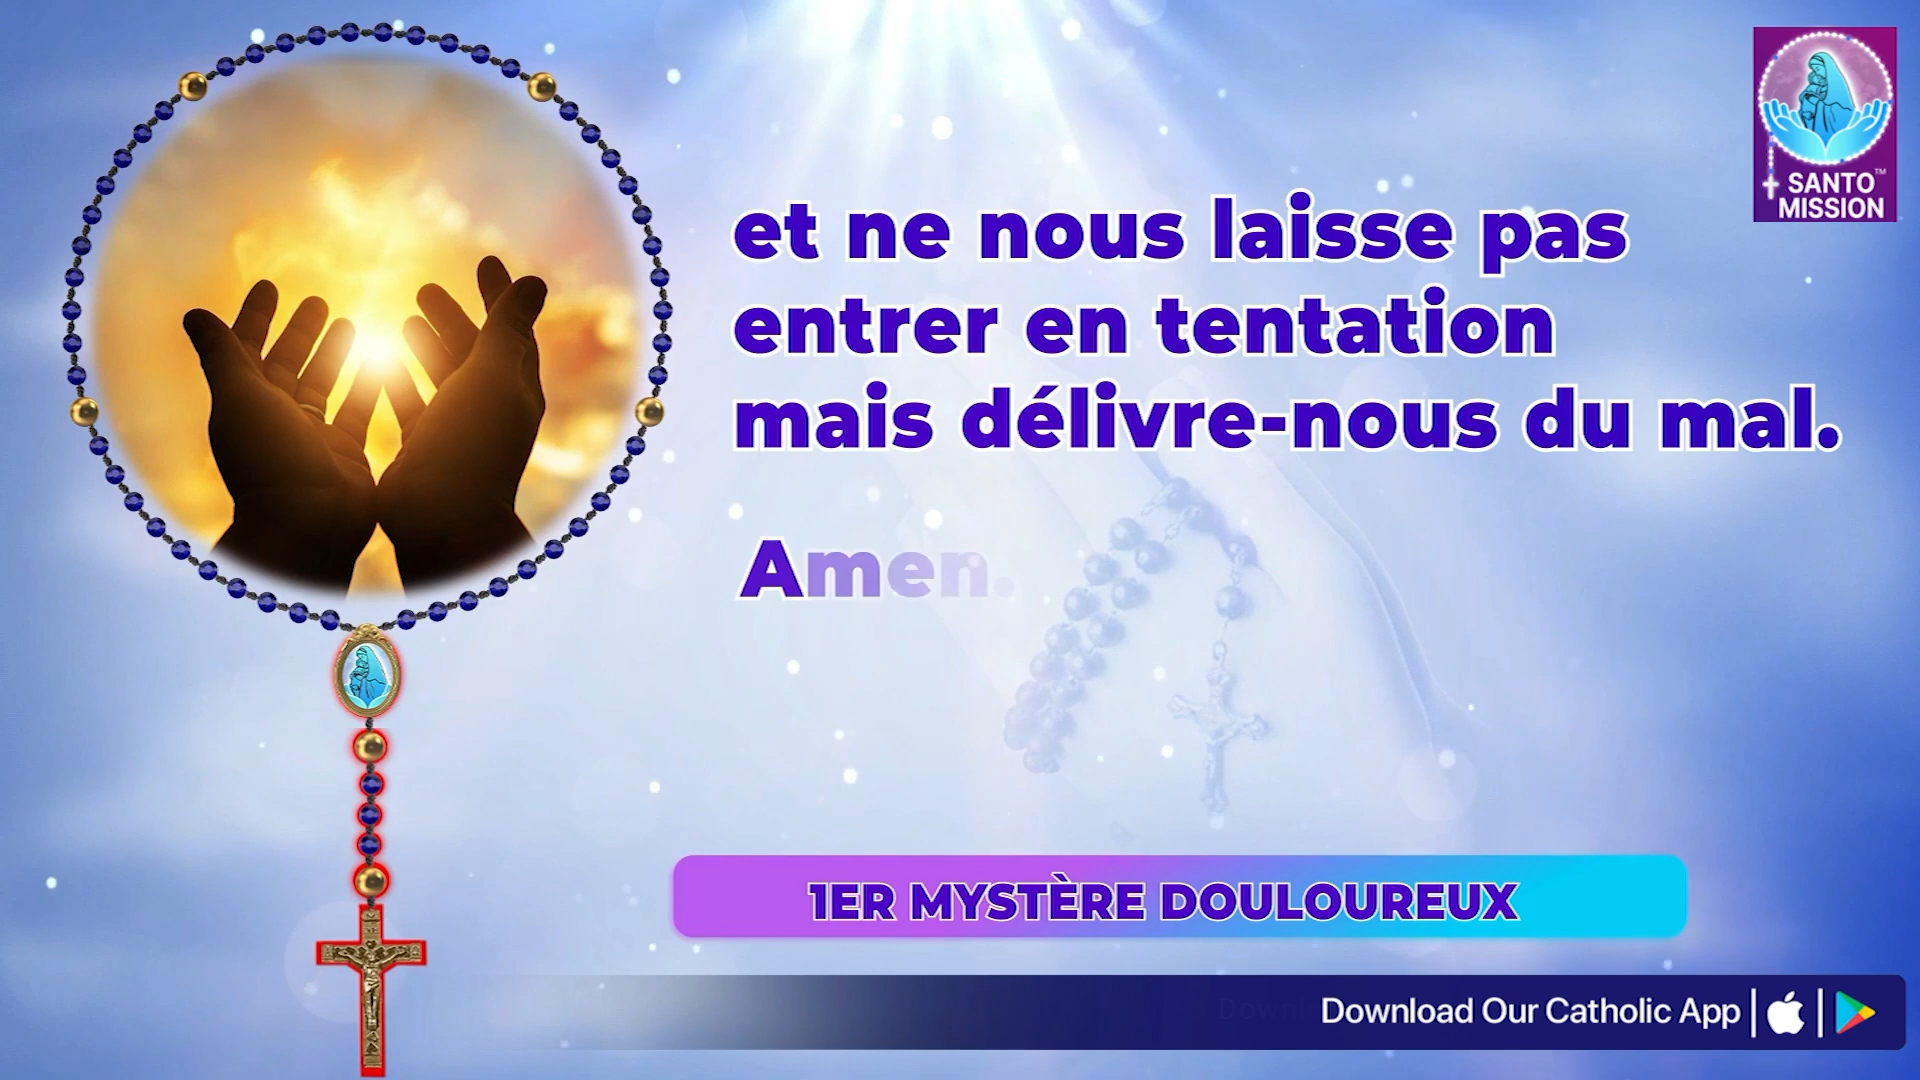 SANTO™
MISSION
et ne nous laisse pas
entrer en tentation
mais délivre-nous du mal.
Amen.
1ER MYSTÈRE DOULOUREUX
Download Our Catholic App